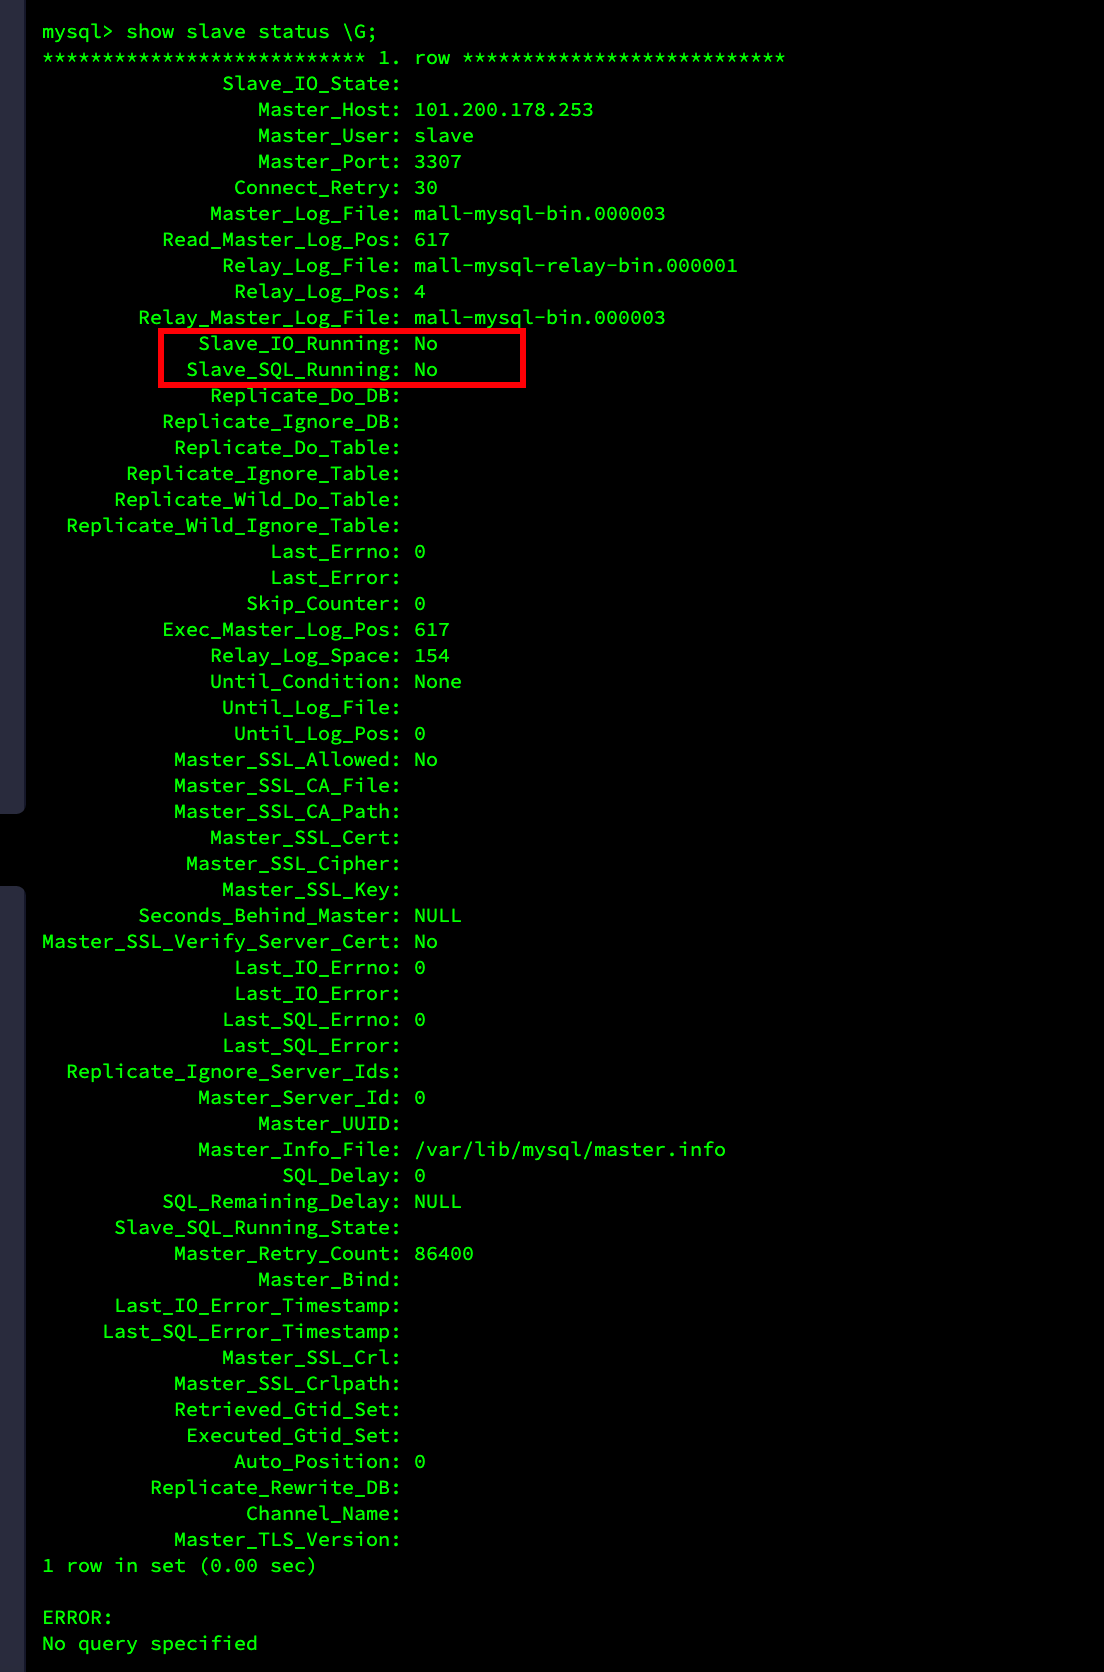 mysql> show slave status \G;
*************************** 1. row ***************************
Slave_IO_State:
Master_Host: 101.200.178.253
Master_User: slave
Master_Port: 3307
Connect_Retry: 30
Master_Log_File: mall-mysql-bin.000003
Read_Master_Log_Pos: 617
Relay_Log_File: mall-mysql-relay-bin.000001
Relay_Log_Pos: 4
Relay_Master_Log_File: mall-mysql-bin.000003
Slave_IO_Running: No
Slave_SQL_Running: No
Replicate_Do_DB:
Replicate_Ignore_DB:
Replicate_Do_Table:
Replicate_Ignore_Table:
Replicate_Wild_Do_Table:
Replicate_Wild_Ignore_Table:
Last_Errno: 0
Last_Error:
Skip_Counter: 0
Exec_Master_Log_Pos: 617
Relay_Log_Space: 154
Until_Condition: None
Until_Log_File:
Until_Log_Pos: 0
Master_SSL_Allowed: No
Master_SSL_CA_File:
Master_SSL_CA_Path:
Master_SSL_Cert:
Master_SSL_Cipher:
Master_SSL_Key:
Seconds_Behind_Master: NULL
Master_SSL_Verify_Server_Cert: No
Last_IO_Errno: 0
Last_IO_Error:
Last_SQL_Errno: 0
Last_SQL_Error:
Replicate_Ignore_Server_Ids:
Master_Server_Id: 0
Master_UUID:
Master_Info_File: /var/lib/mysql/master.info
SQL_Delay: 0
SQL_Remaining_Delay: NULL
Slave_SQL_Running_State:
Master_Retry_Count: 86400
Master_Bind:
Last_IO_Error_Timestamp:
Last_SQL_Error_Timestamp:
Master_SSL_Crl:
Master_SSL_Crlpath:
Retrieved_Gtid_Set:
Executed_Gtid_Set:
Auto_Position: 0
Replicate_Rewrite_DB:
Channel_Name:
Master_TLS_Version:
1 row in set (0.00 sec)
ERROR:
No query specified